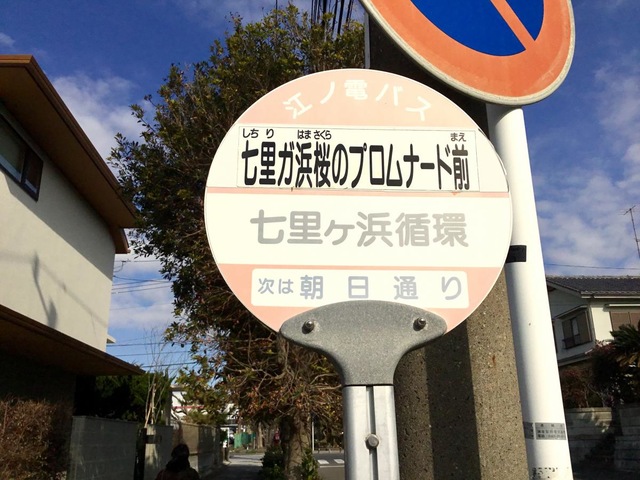 江ノ電バス
しちり はまさくら まえ
七里ガ浜桜のプロムナード前
七里ヶ浜循環
次は 朝日通り